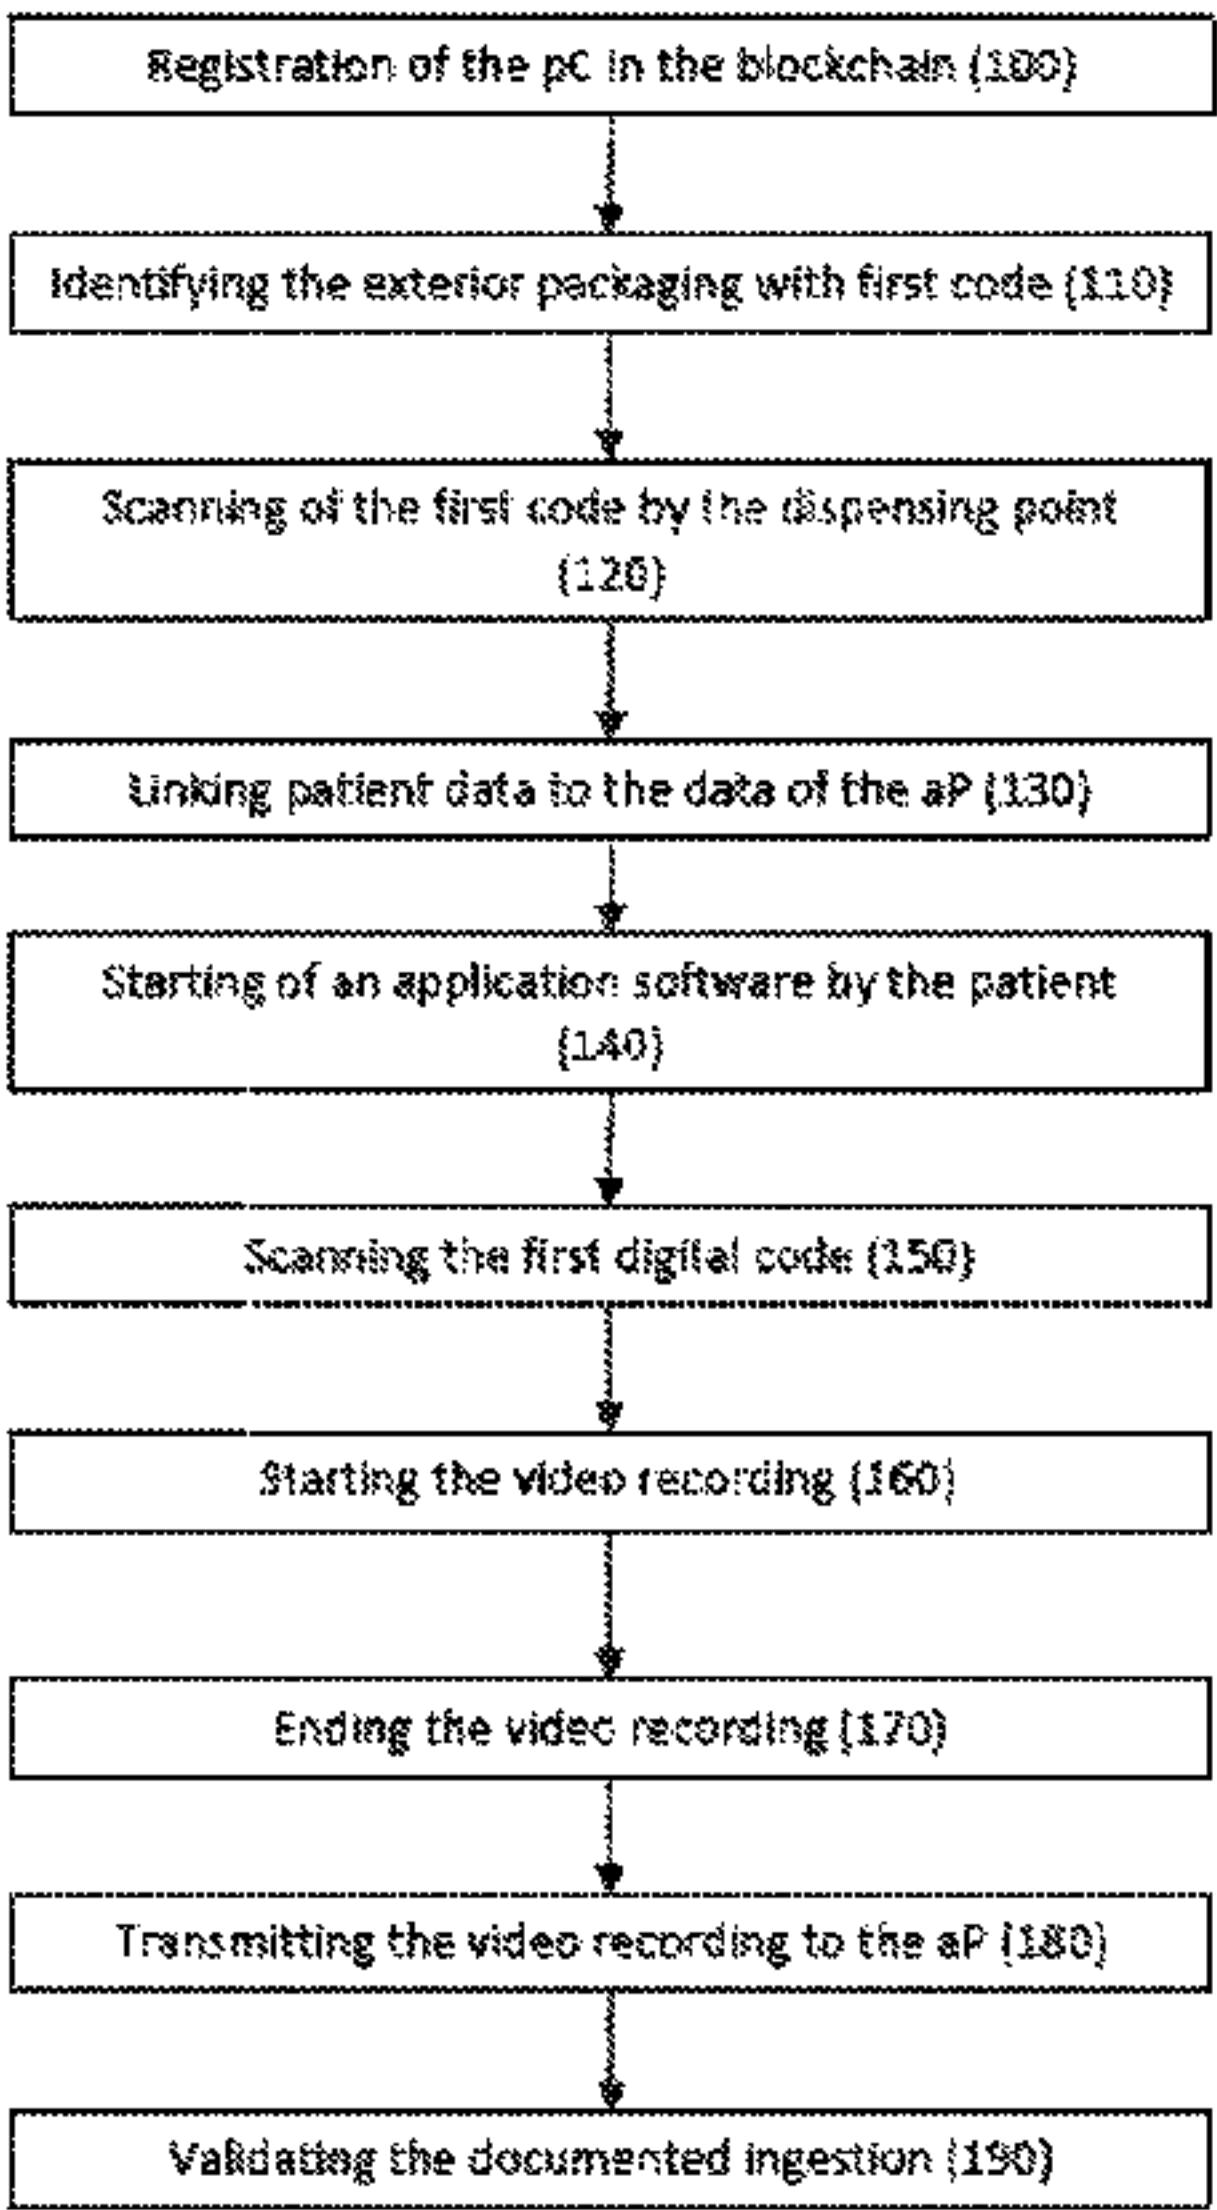 Registration of the pC in the blockchain (100)
Identifying the exterior packaging with first code (110)
Scanning of the first code by the dispensing point
(120)
Linking patient data to the data of the aP (130)
Starting of an application software by the patient
(140)
Scanning the first digital code (150)
Starting the video recording (160)
Ending the video recording (170)
Transmitting the video recording to the aP (180)
Validating the documented ingestion (190)